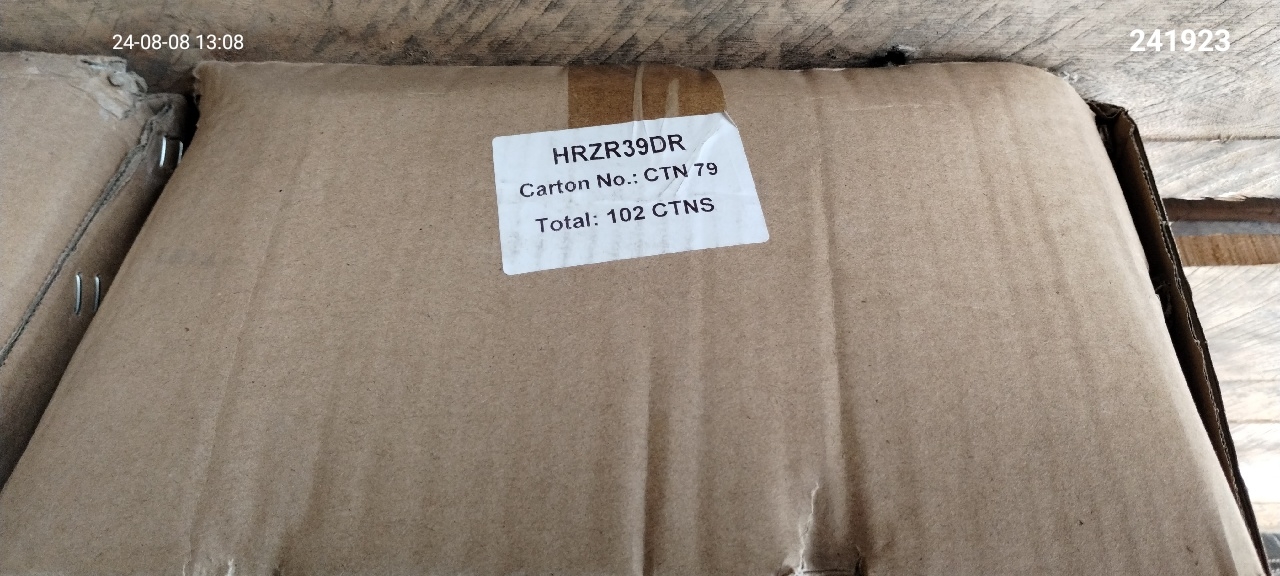 24-08-08 13:08
241923
HRZR39DR
Carton No.: CTN 79
Total: 102 CTNS